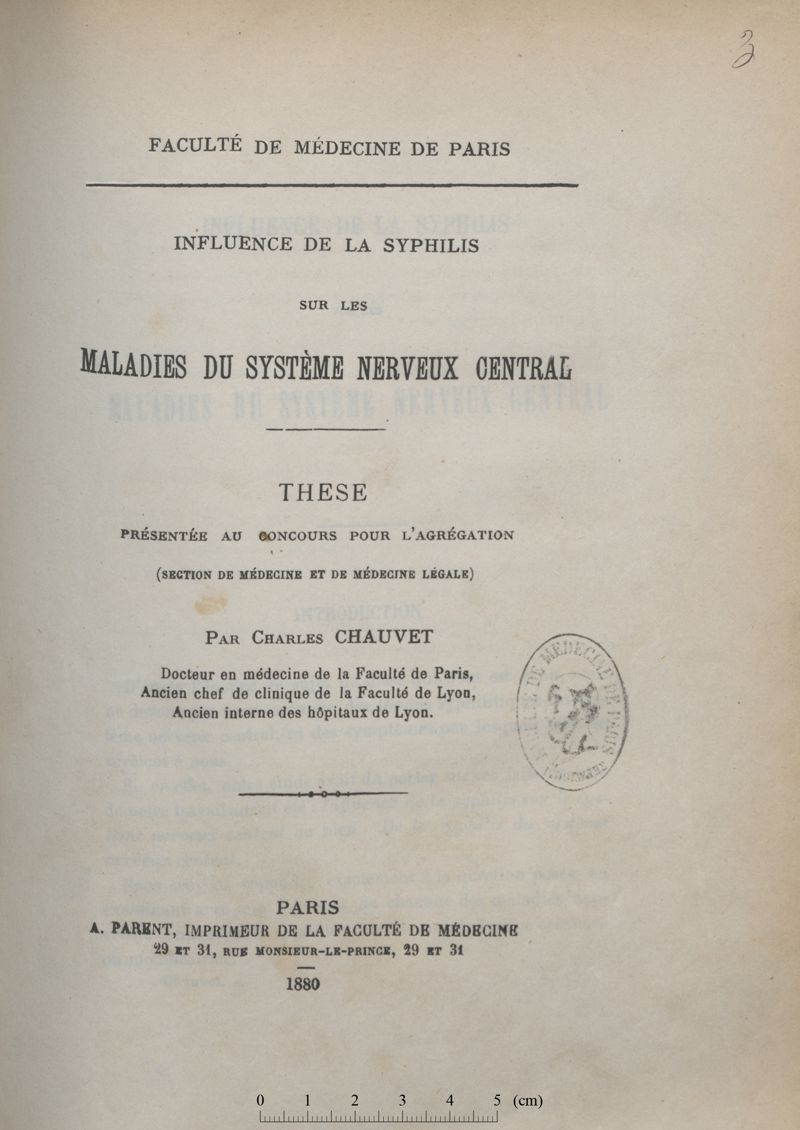 3
FACULTÉ DE MÉDECINE DE PARIS
INFLUENCE DE LA SYPHILIS
SUR LES
MALADIES DU SYSTÈME NERVEUX CENTRAL
THESE
PRÉSENTÉE AU CONCOURS POUR L'AGRÉGATION
(SECTION DE MÉDECINE ET DE MÉDECINE LÉGALE)
PAR CHARLES CHAUVET
Docteur en médecine de la Faculté de Paris,
Ancien chef de clinique de la Faculté de Lyon,
Ancien interne des hôpitaux de Lyon.
DE MÉDECINE DE
PARIS
A. PARENT, IMPRIMEUR DE LA FACULTÉ DE MÉDECINE
29 ET 31, RUE MONSIEUR-LE-PRINCE, 29 ET 31
1880
0 1 2 3 4 5 (cm)